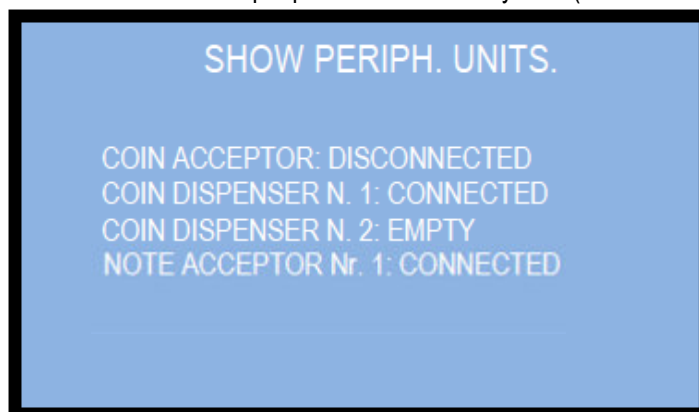 SHOW PERIPH. UNITS.
COIN ACCEPTOR: DISCONNECTED
COIN DISPENSER N. 1: CONNECTED
COIN DISPENSER N. 2: EMPTY
NOTE ACCEPTOR Nr. 1: CONNECTED